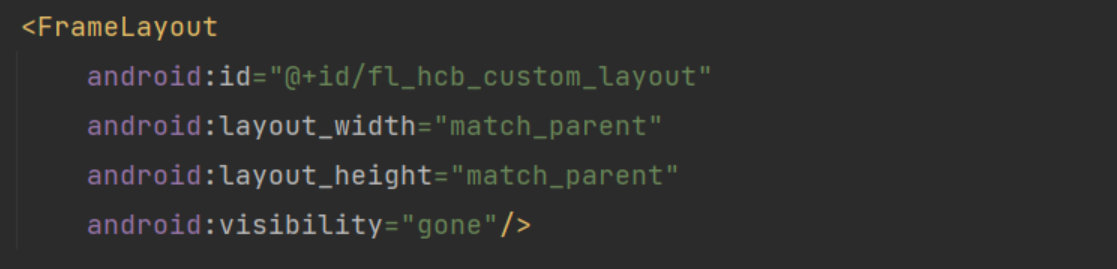 <FrameLayout
android:id="@+id/fl_hcb_custom_layout"
android:layout_width="match_parent"
android:layout_height="match_parent"
android:visibility="gone"/>